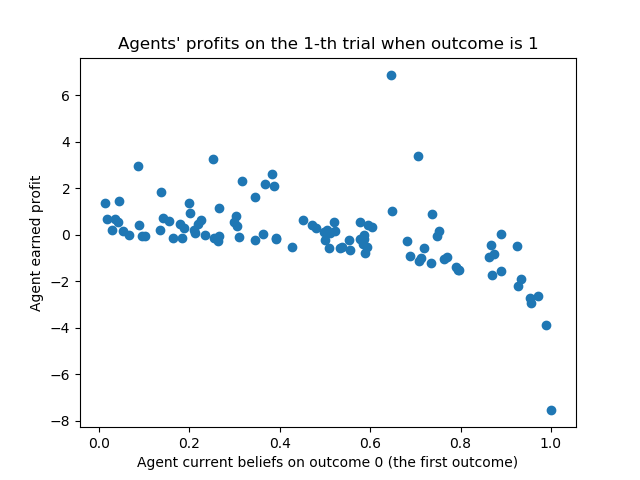 Agents' profits on the 1-th trial when outcome is 1
6
4
2
0
−2
−4
−6
−8
Agent earned profit
0.0 0.2 0.4 0.6 0.8 1.0
Agent current beliefs on outcome 0 (the first outcome)